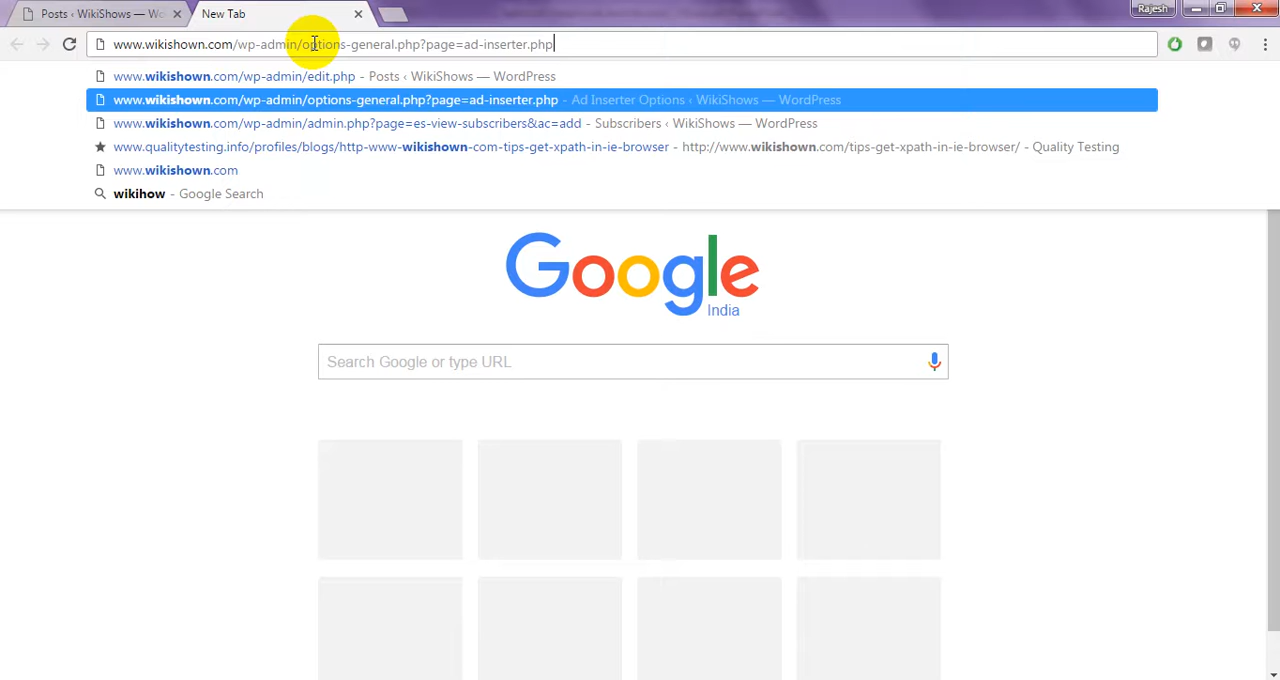 Posts ‹ WikiShows — Wo
New Tab
Rajesh
www.wikishown.com/wp-admin/options-general.php?page=ad-inserter.php
www.wikishown.com/wp-admin/edit.php - Posts ‹ WikiShows — WordPress
www.wikishown.com/wp-admin/options-general.php?page=ad-inserter.php - Ad Inserter Options ‹ WikiShows — WordPress
www.wikishown.com/wp-admin/admin.php?page=es-view-subscribers&ac=add - Subscribers ‹ WikiShows — WordPress
www.qualitytesting.info/profiles/blogs/http-www-wikishown-com-tips-get-xpath-in-ie-browser - http://www.wikishown.com/tips-get-xpath-in-ie-browser/ - Quality Testing
www.wikishown.com
wikihow - Google Search
Google
India
Search Google or type URL